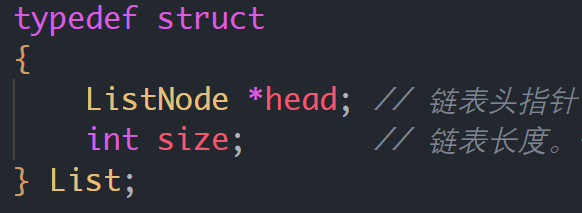 typedef struct
{
    ListNode *head; // 链表头指针
    int size;       // 链表长度。
} List;